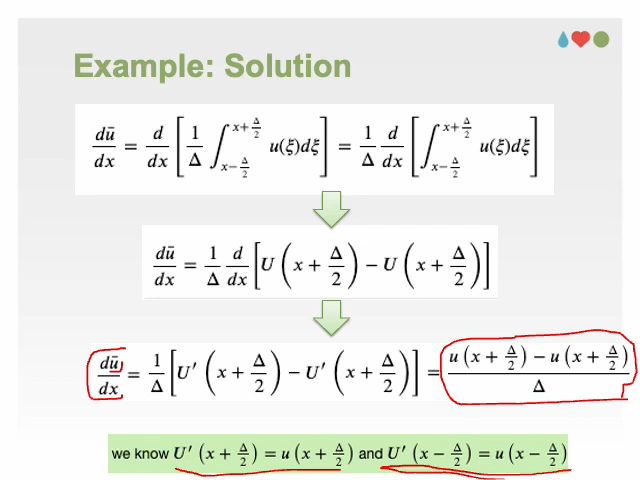 Example: Solution
dū/dx = d/dx [1/Δ ∫_{x−Δ/2}^{x+Δ/2} u(ξ)dξ] = 1/Δ d/dx [∫_{x−Δ/2}^{x+Δ/2} u(ξ)dξ]
dū/dx = 1/Δ d/dx [U (x + Δ/2) − U (x + Δ/2)]
dū/dx = 1/Δ [U′ (x + Δ/2) − U′ (x + Δ/2)] = (u (x + Δ/2) − u (x + Δ/2))/Δ
we know U′ (x + Δ/2) = u (x + Δ/2) and U′ (x − Δ/2) = u (x − Δ/2)